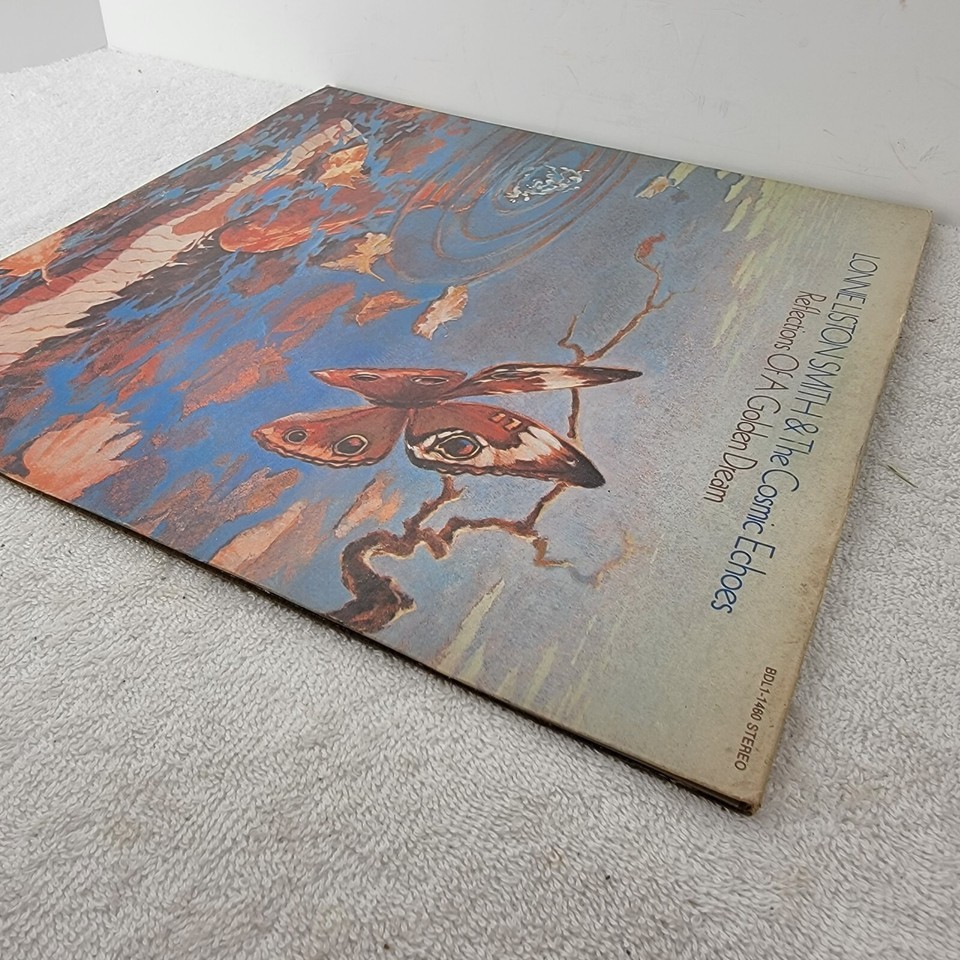 LONNIE LISTON SMITH & The Cosmic Echoes
Reflections Of A Golden Dream
BDL1-1460 STEREO